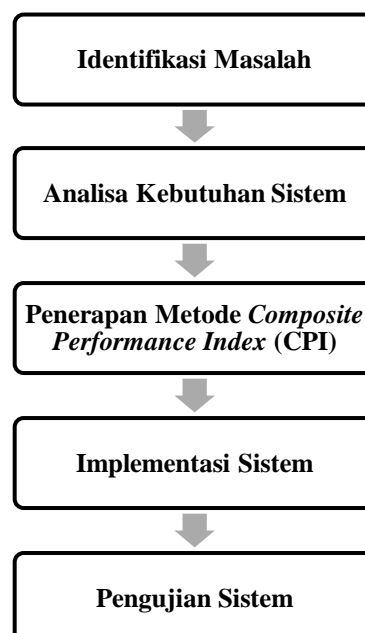 Identifikasi Masalah
Analisa Kebutuhan Sistem
Penerapan Metode Composite
Performance Index (CPI)
Implementasi Sistem
Pengujian Sistem